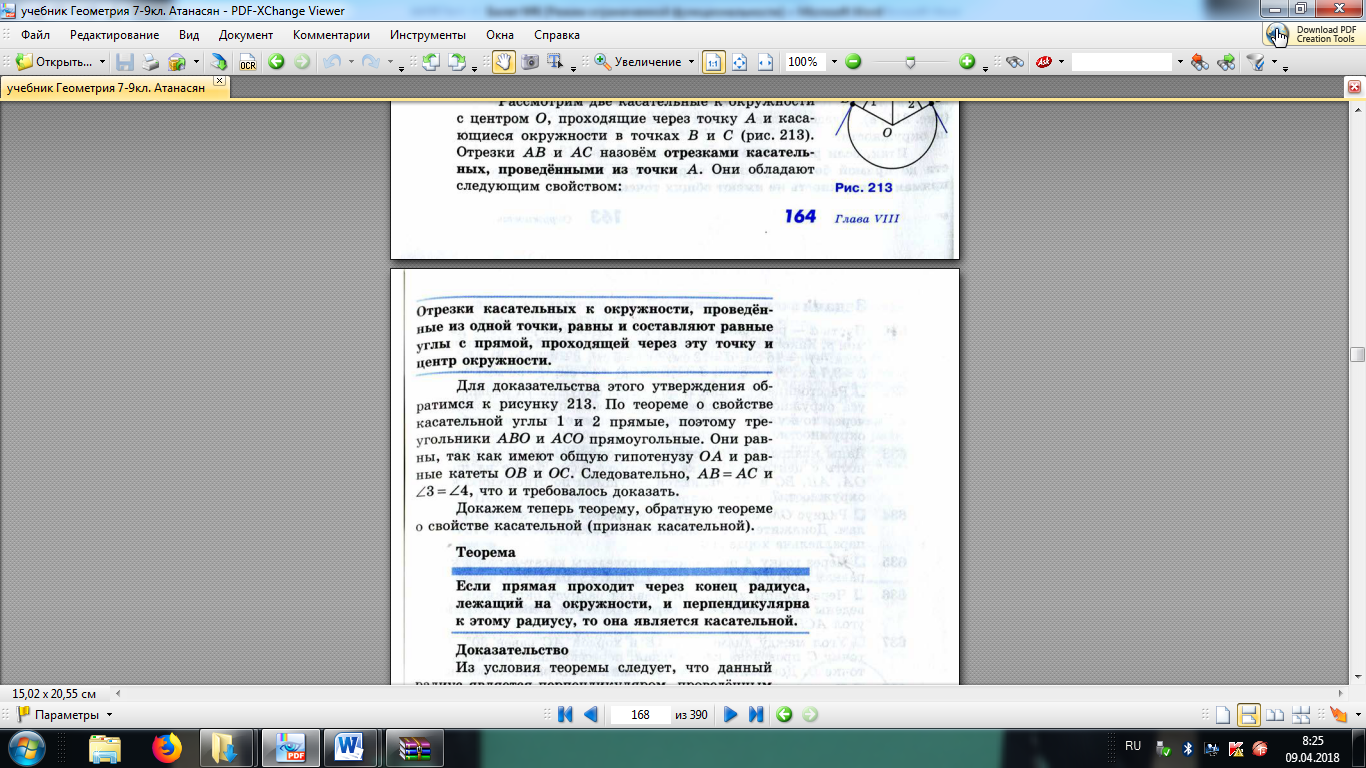 учебник Геометрия 7-9кл. Атанасян - PDF-XChange Viewer
Файл Редактирование Вид Документ Комментарии Инструменты Окна Справка
Download PDF
Creation Tools
Открыть... OCR Увеличение 1:1 100% Ask
учебник Геометрия 7-9кл. Атанасян
Рассмотрим две касательные к окружности
с центром O, проходящие через точку A и каса-
ющиеся окружности в точках B и C (рис. 213).
Отрезки AB и AC назовём отрезками касатель-
ных, проведёнными из точки A. Они обладают
следующим свойством:
1 2
O
Рис. 213
164 Глава VIII
Отрезки касательных к окружности, проведён-
ные из одной точки, равны и составляют равные
углы с прямой, проходящей через эту точку и
центр окружности.
Для доказательства этого утверждения об-
ратимся к рисунку 213. По теореме о свойстве
касательной углы 1 и 2 прямые, поэтому тре-
угольники ABO и ACO прямоугольные. Они рав-
ны, так как имеют общую гипотенузу OA и рав-
ные катеты OB и OC. Следовательно, AB = AC и
∠3 = ∠4, что и требовалось доказать.
Докажем теперь теорему, обратную теореме
о свойстве касательной (признак касательной).
Теорема
Если прямая проходит через конец радиуса,
лежащий на окружности, и перпендикулярна
к этому радиусу, то она является касательной.
Доказательство
Из условия теоремы следует, что данный
15,02 x 20,55 см
Параметры 168 из 390
PDF W RU 8:25
09.04.2018